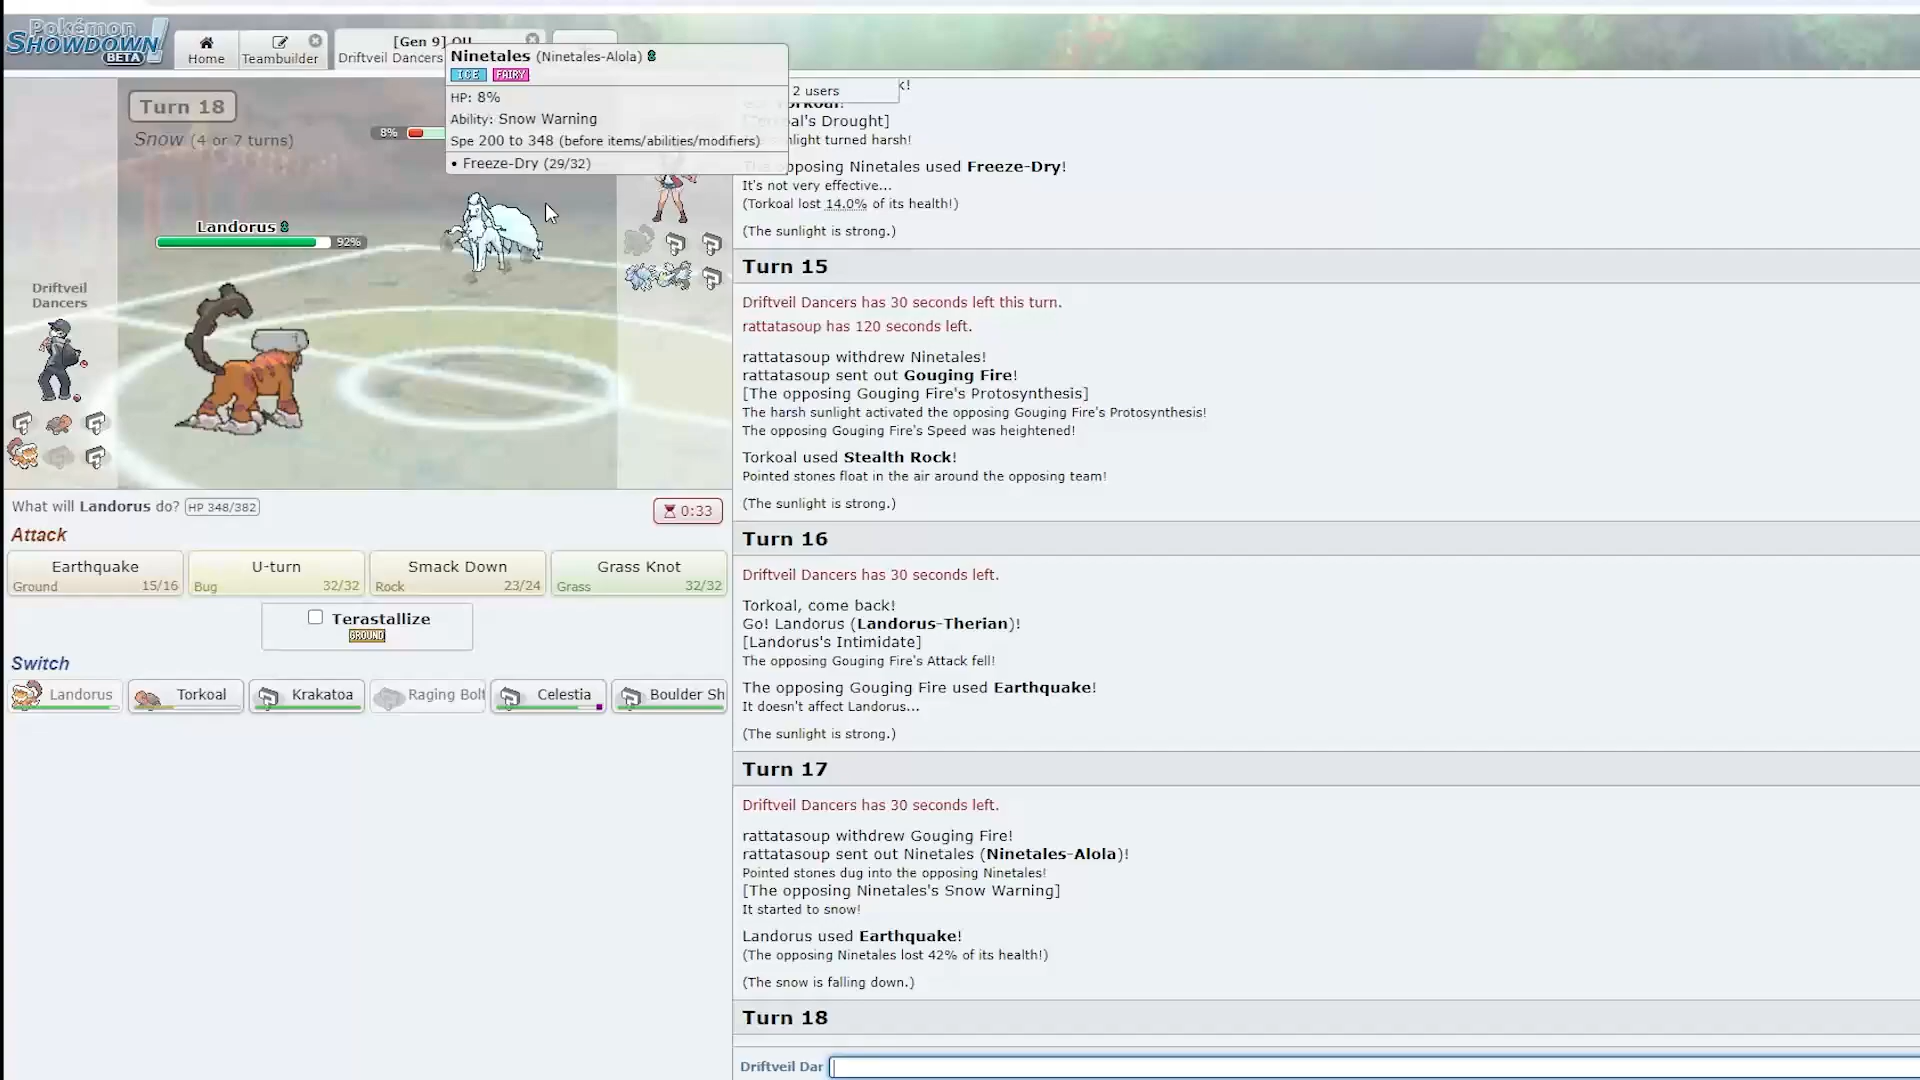 Pokémon
SHOWDOWN!
BETA
Home
Teambuilder
[Gen 9] OU
Driftveil Dancers
Ninetales (Ninetales-Alola)
ICE FAIRY
HP: 8%
Ability: Snow Warning
Spe 200 to 348 (before items/abilities/modifiers)
• Freeze-Dry (29/32)
2 users
Turn 18
Snow (4 or 7 turns)
8%
Landorus
92%
Driftveil
Dancers
What will Landorus do? HP 348/382
0:33
Attack
Earthquake
Ground 15/16
U-turn
Bug 32/32
Smack Down
Rock 23/24
Grass Knot
Grass 32/32
Terastallize
GROUND
Switch
Landorus
Torkoal
Krakatoa
Raging Bolt
Celestia
Boulder Sh
k!
Torkoal!
al's Drought]
nlight turned harsh!
The opposing Ninetales used Freeze-Dry!
It's not very effective...
(Torkoal lost 14.0% of its health!)
(The sunlight is strong.)
Turn 15
Driftveil Dancers has 30 seconds left this turn.
rattatasoup has 120 seconds left.
rattatasoup withdrew Ninetales!
rattatasoup sent out Gouging Fire!
[The opposing Gouging Fire's Protosynthesis]
The harsh sunlight activated the opposing Gouging Fire's Protosynthesis!
The opposing Gouging Fire's Speed was heightened!
Torkoal used Stealth Rock!
Pointed stones float in the air around the opposing team!
(The sunlight is strong.)
Turn 16
Driftveil Dancers has 30 seconds left.
Torkoal, come back!
Go! Landorus (Landorus-Therian)!
[Landorus's Intimidate]
The opposing Gouging Fire's Attack fell!
The opposing Gouging Fire used Earthquake!
It doesn't affect Landorus...
(The sunlight is strong.)
Turn 17
Driftveil Dancers has 30 seconds left.
rattatasoup withdrew Gouging Fire!
rattatasoup sent out Ninetales (Ninetales-Alola)!
Pointed stones dug into the opposing Ninetales!
[The opposing Ninetales's Snow Warning]
It started to snow!
Landorus used Earthquake!
(The opposing Ninetales lost 42% of its health!)
(The snow is falling down.)
Turn 18
Driftveil Dar